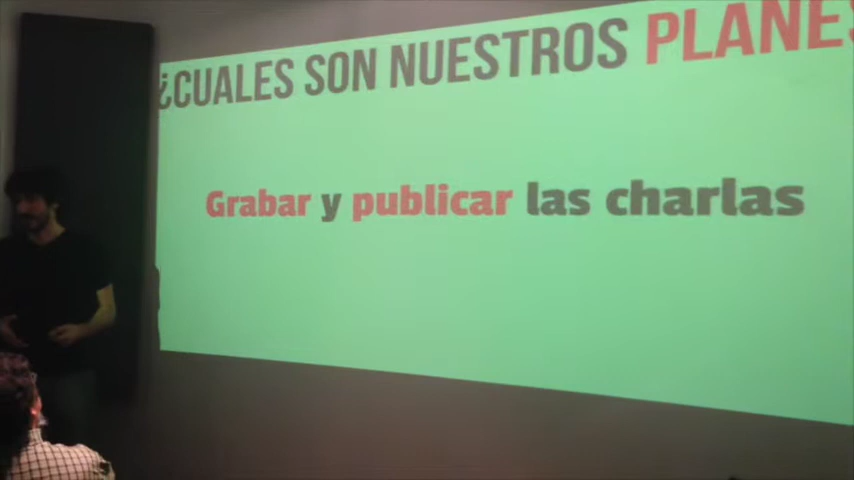 ¿CUALES SON NUESTROS PLANES
Grabar y publicar las charlas